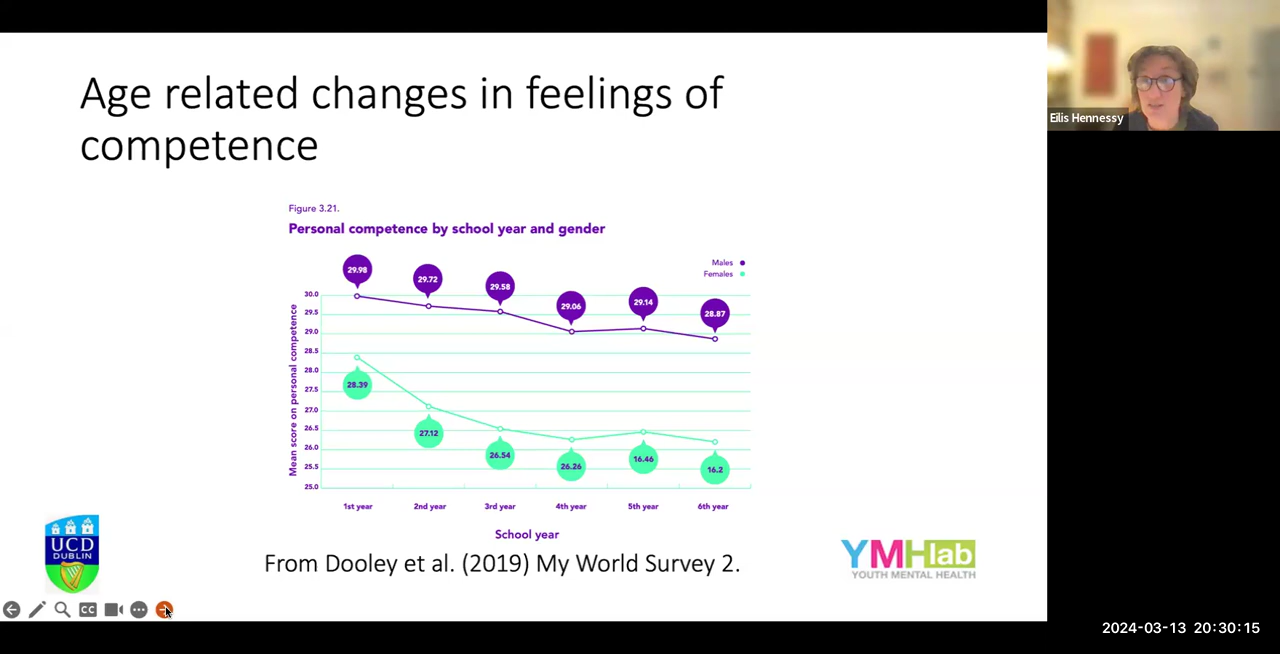 Age related changes in feelings of
competence
Eilis Hennessy
Figure 3.21.
Personal competence by school year and gender
Males
Females
Mean score on personal competence
30.0
29.5
29.0
28.5
28.0
27.5
27.0
26.5
26.0
25.5
25.0
29.98
29.72
29.58
29.06
29.14
28.87
28.39
27.12
26.54
26.26
16.46
16.2
1st year
2nd year
3rd year
4th year
5th year
6th year
School year
From Dooley et al. (2019) My World Survey 2.
UCD
DUBLIN
YMHlab
YOUTH MENTAL HEALTH
CC
2024-03-13 20:30:15